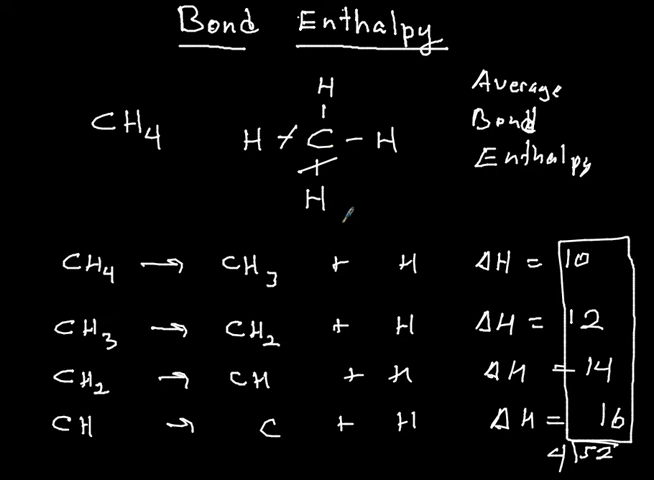 Bond Enthalpy
CH4
H
H C - H
H
Average
Bond
Enthalpy
CH4 → CH3 + H ΔH = 10
CH3 → CH2 + H ΔH = 12
CH2 → CH + H ΔH = 14
CH → C + H ΔH = 16
4)52